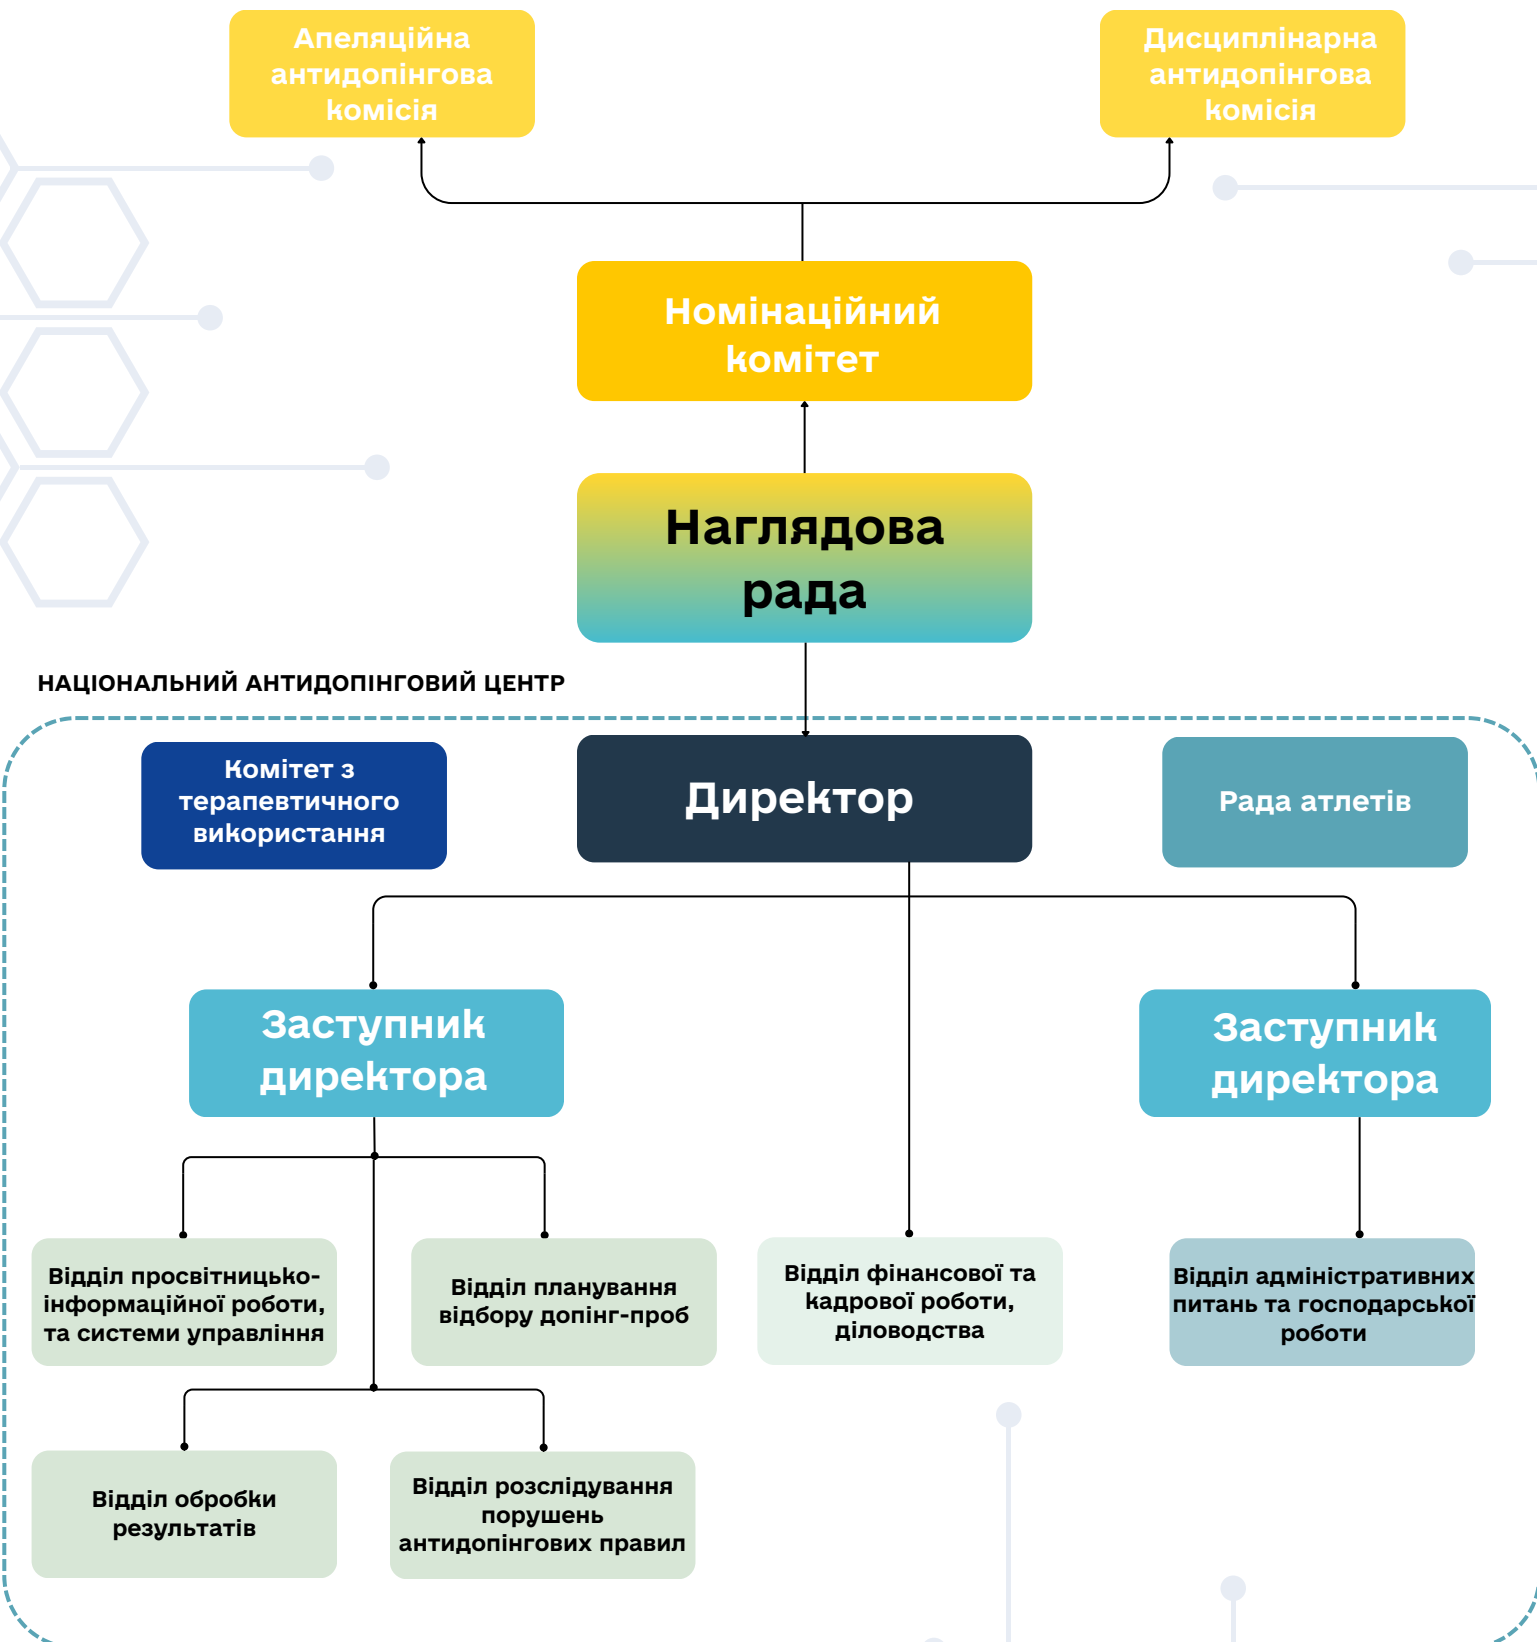 Апеляційна
антидопінгова
комісія
Дисциплінарна
антидопінгова
комісія
Номінаційний
комітет
Наглядова
рада
НАЦІОНАЛЬНИЙ АНТИДОПІНГОВИЙ ЦЕНТР
Комітет з
терапевтичного
використання
Директор
Рада атлетів
Заступник
директора
Заступник
директора
Відділ просвітницько-
інформаційної роботи,
та системи управління
Відділ планування
відбору допінг-проб
Відділ фінансової та
кадрової роботи,
діловодства
Відділ адміністративних
питань та господарської
роботи
Відділ обробки
результатів
Відділ розслідування
порушень
антидопінгових правил